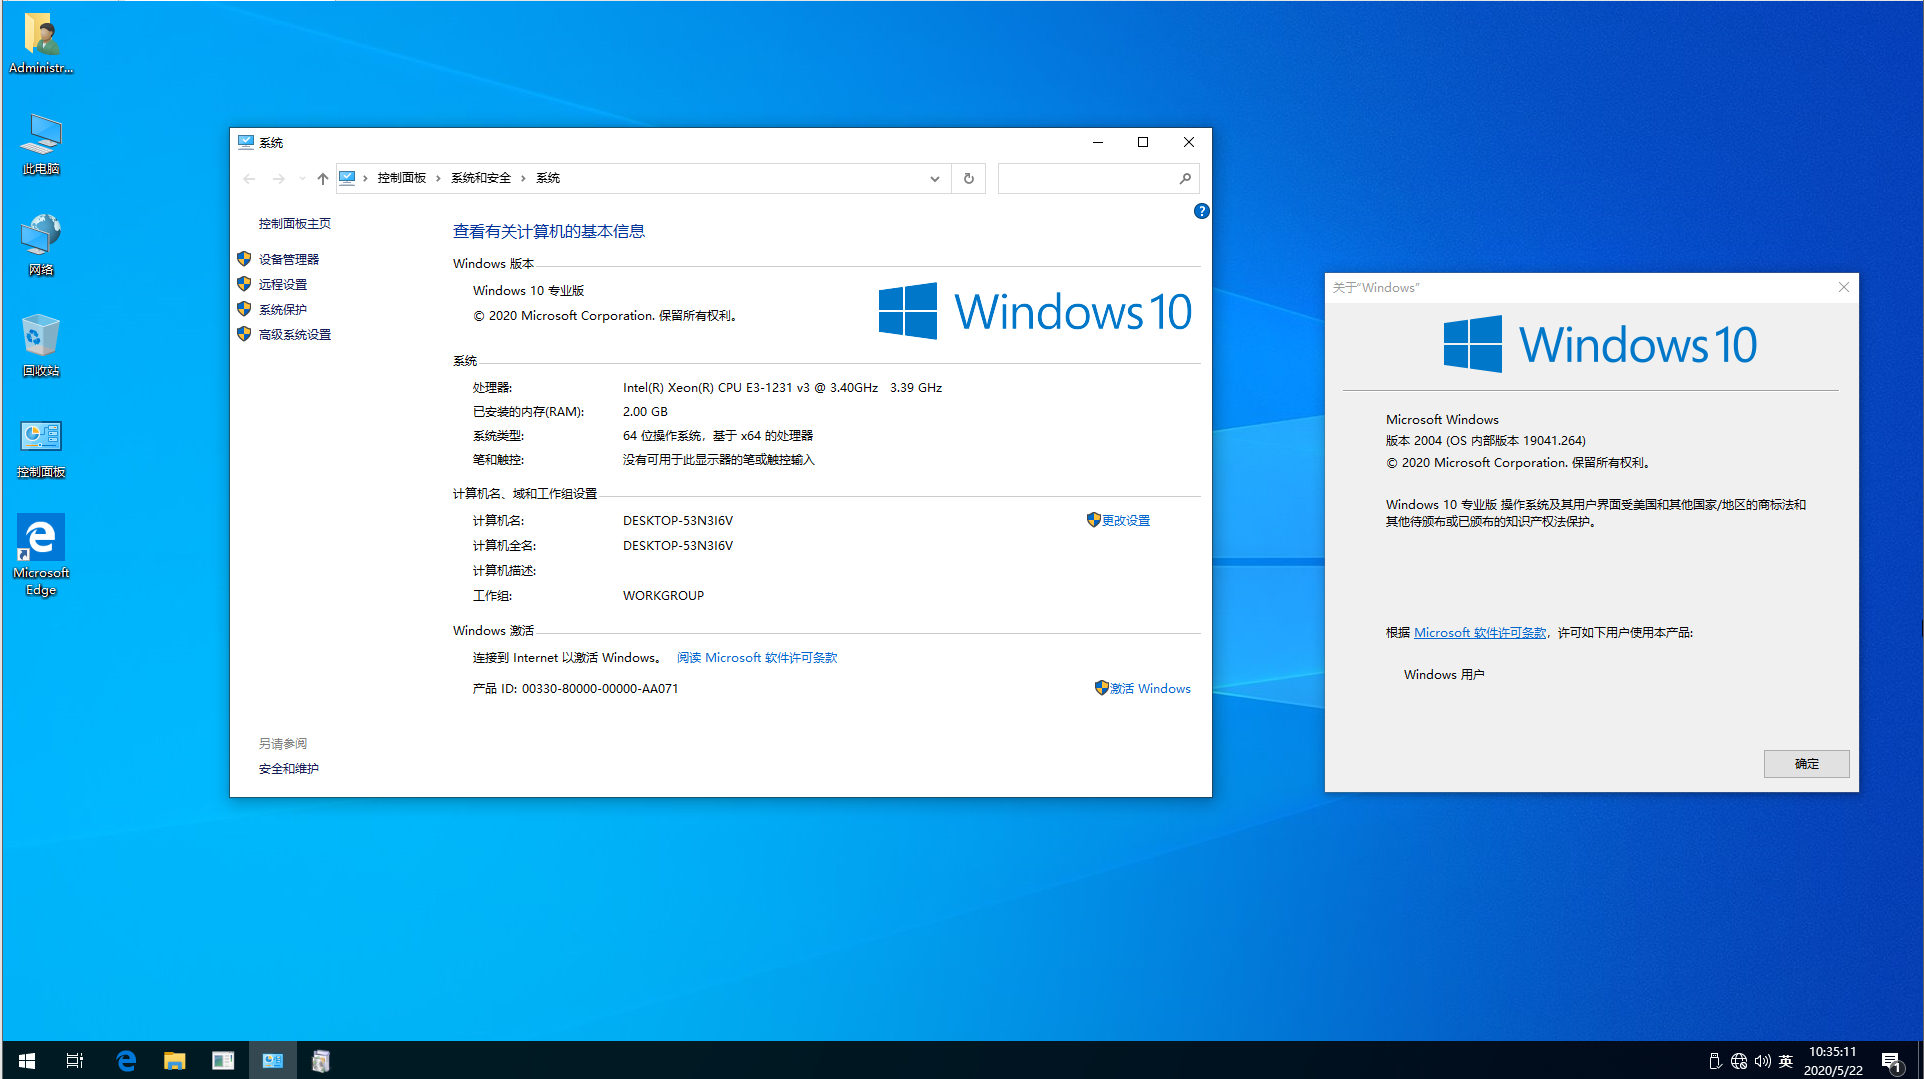 Administr...
此电脑
网络
回收站
控制面板
Microsoft
Edge
系统
控制面板 系统和安全 系统
控制面板主页
设备管理器
远程设置
系统保护
高级系统设置
另请参阅
安全和维护
查看有关计算机的基本信息
Windows 版本
Windows 10 专业版
© 2020 Microsoft Corporation. 保留所有权利。
Windows 10
系统
处理器: Intel(R) Xeon(R) CPU E3-1231 v3 @ 3.40GHz 3.39 GHz
已安装的内存(RAM): 2.00 GB
系统类型: 64 位操作系统，基于 x64 的处理器
笔和触控: 没有可用于此显示器的笔或触控输入
计算机名、域和工作组设置
计算机名: DESKTOP-53N3I6V 更改设置
计算机全名: DESKTOP-53N3I6V
计算机描述:
工作组: WORKGROUP
Windows 激活
连接到 Internet 以激活 Windows。 阅读 Microsoft 软件许可条款
产品 ID: 00330-80000-00000-AA071 激活 Windows
关于“Windows”
Windows 10
Microsoft Windows
版本 2004 (OS 内部版本 19041.264)
© 2020 Microsoft Corporation. 保留所有权利。
Windows 10 专业版 操作系统及其用户界面受美国和其他国家/地区的商标法和
其他待颁布或已颁布的知识产权法保护。
根据 Microsoft 软件许可条款，许可如下用户使用本产品:
Windows 用户
确定
英
10:35:11
2020/5/22
1